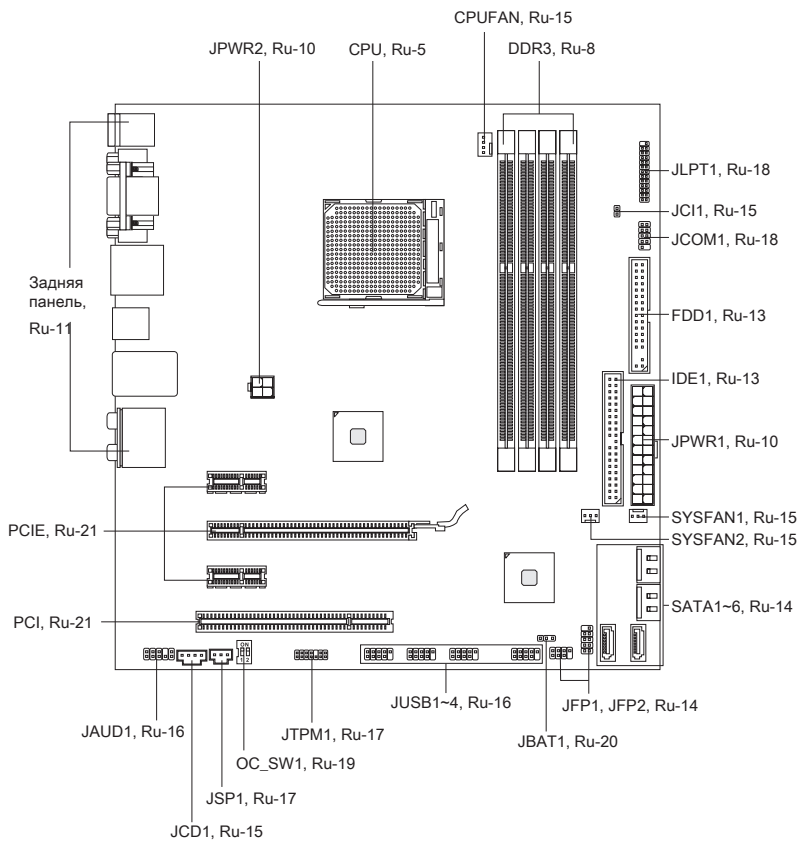 CPUFAN, Ru-15
JPWR2, Ru-10
CPU, Ru-5
DDR3, Ru-8
JLPT1, Ru-18
JCI1, Ru-15
JCOM1, Ru-18
Задняя
панель,
Ru-11
FDD1, Ru-13
IDE1, Ru-13
JPWR1, Ru-10
SYSFAN1, Ru-15
PCIE, Ru-21
SYSFAN2, Ru-15
SATA1~6, Ru-14
PCI, Ru-21
ON
1 2
JUSB1~4, Ru-16
JFP1, JFP2, Ru-14
JAUD1, Ru-16
JTPM1, Ru-17
JBAT1, Ru-20
OC_SW1, Ru-19
JSP1, Ru-17
JCD1, Ru-15